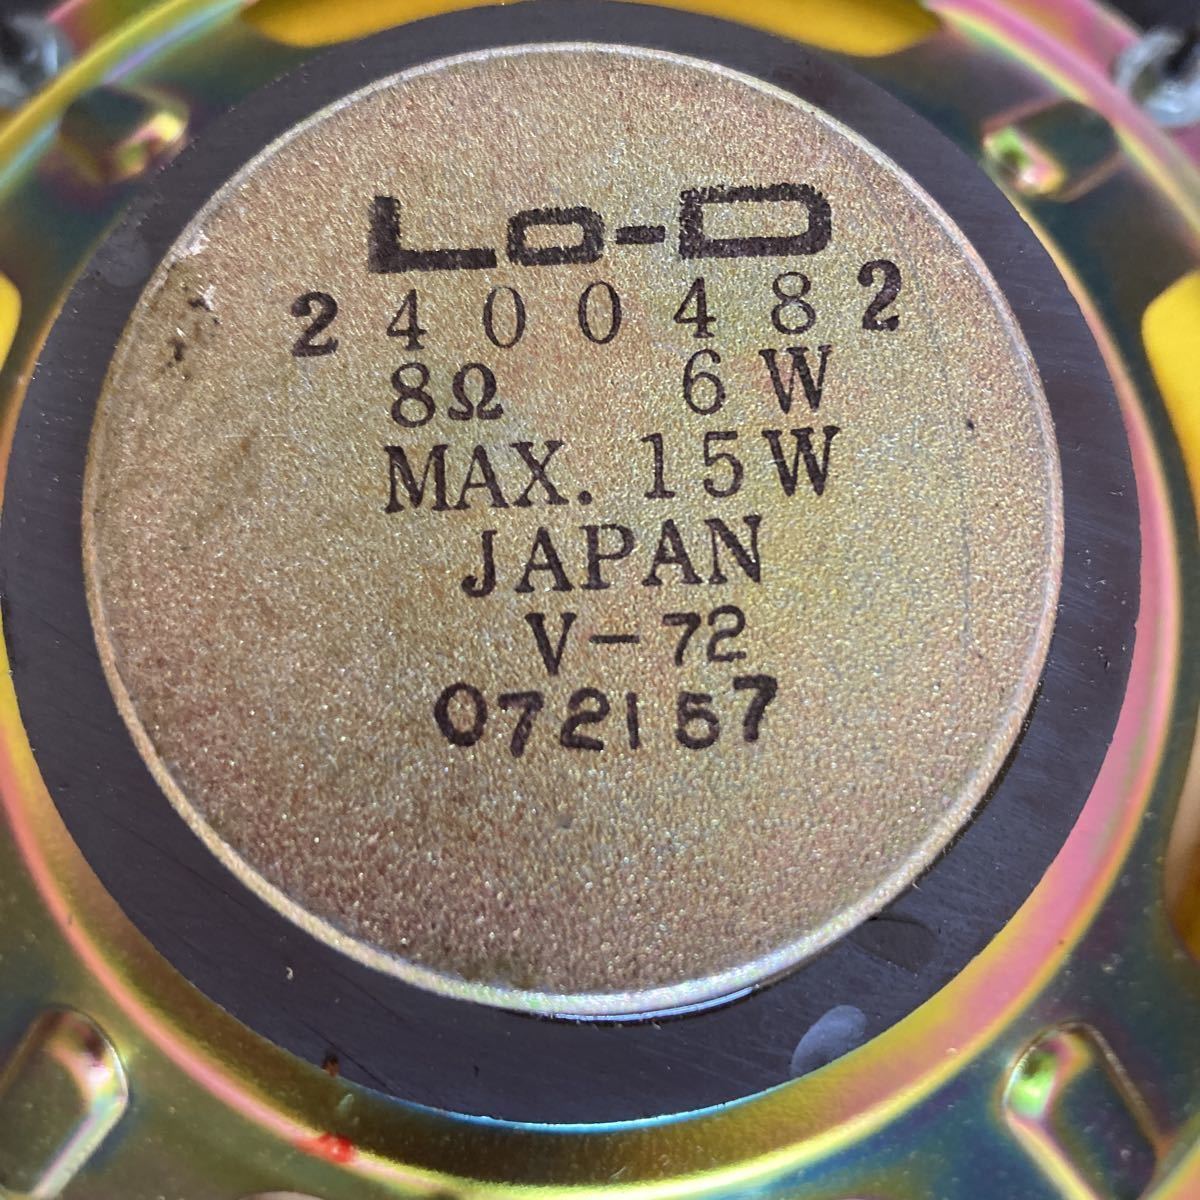 Lo-D
2400482
8Ω 6W
MAX. 15W
JAPAN
V-72
072157